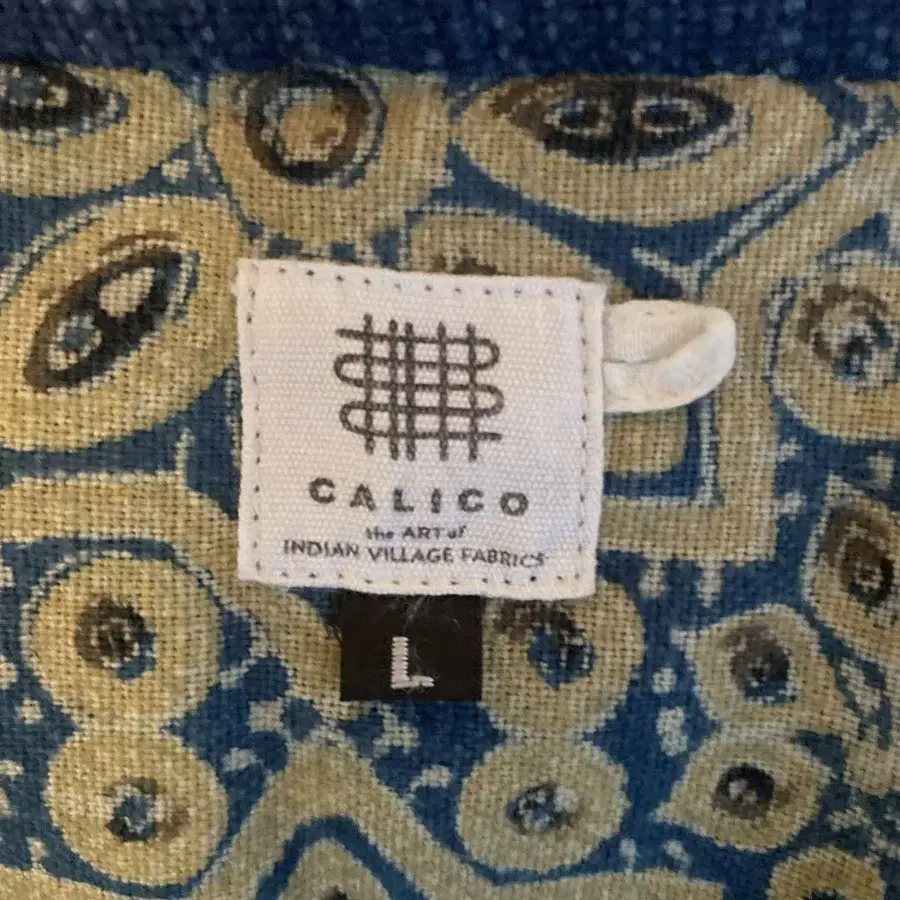 CALICO
the ART of
INDIAN VILLAGE FABRICS
L